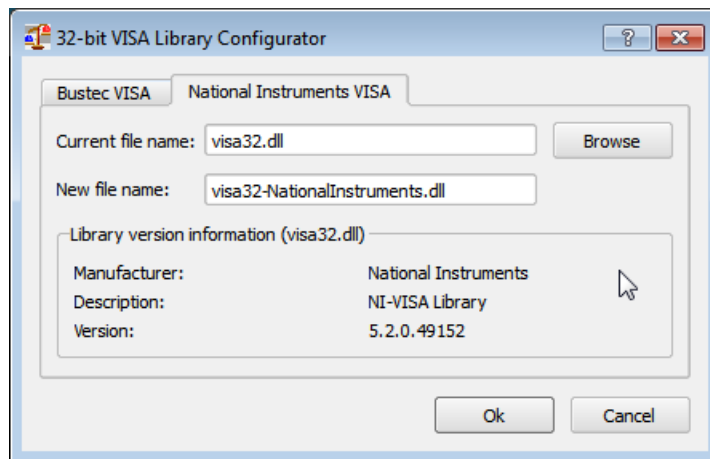 32-bit VISA Library Configurator
Bustec VISA National Instruments VISA
Current file name: visa32.dll Browse
New file name: visa32-NationalInstruments.dll
Library version information (visa32.dll)
Manufacturer: National Instruments
Description: NI-VISA Library
Version: 5.2.0.49152
Ok Cancel